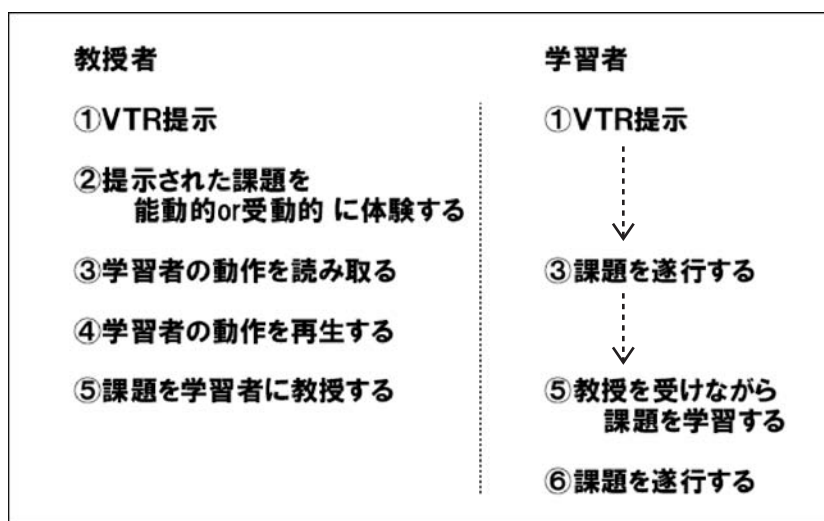 教授者
①VTR提示
②提示された課題を
能動的or受動的 に体験する
③学習者の動作を読み取る
④学習者の動作を再生する
⑤課題を学習者に教授する
学習者
①VTR提示
③課題を遂行する
⑤教授を受けながら
課題を学習する
⑥課題を遂行する